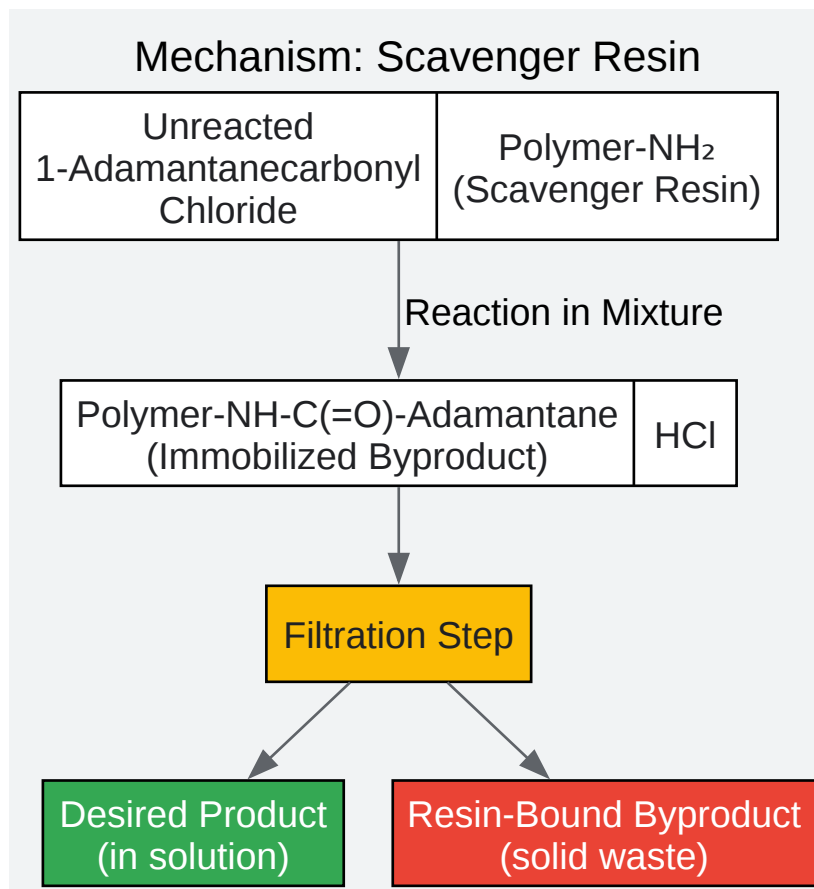 Mechanism: Scavenger Resin
Unreacted
1-Adamantanecarbonyl
Chloride
Polymer-NH₂
(Scavenger Resin)
Reaction in Mixture
Polymer-NH-C(=O)-Adamantane
(Immobilized Byproduct)
HCl
Filtration Step
Desired Product
(in solution)
Resin-Bound Byproduct
(solid waste)